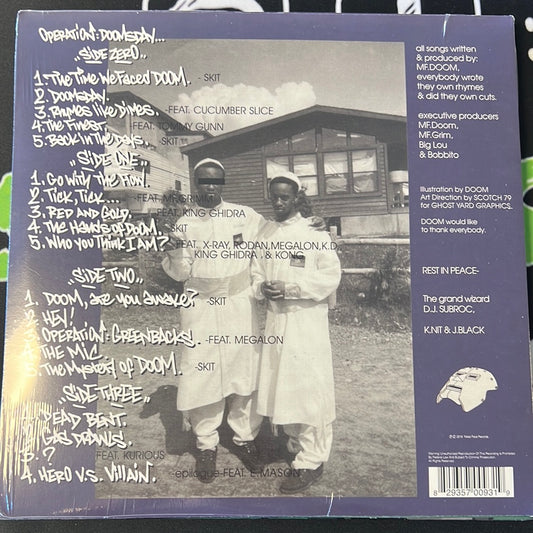 OPERATION: DOOMSDAY...
,,SIDE ZERO,,
1. The Time We Faced DOOM. - SKIT
2. Doomsday.
3. Rhymes Like Dimes. -FEAT. CUCUMBER SLICE
4. The Finest. -FEAT. TOMMY GUNN
5. Back in the Days. - SKIT
,,SIDE ONE,,
1. Go With The Flow.
2. Tick, Tick... -FEAT. MF.GRIMM
3. RED and GOLD. -FEAT. KING GHIDRA
4. The Hands of DOOM. - SKIT
5. Who You Think I Am? -FEAT. X-RAY, RODAN, MEGALON, K.D.,
KING GHIDRA. & KONG.
,,SIDE TWO,,
1. DOOM, are you awake? -SKIT
2. HEY!
3. OPERATION: GREENBACKS. -FEAT. MEGALON
4. THE MIC.
5. The Mystery of DOOM. -SKIT
,,SIDE THREE,,
DEAD BENT.
GAS DRAWLS.
?
FEAT. KURIOUS
4. HERO V.S. VILLAIN.
epilogue FEAT. E. MASON
all songs written
& produced by:
MF.DOOM,
everybody wrote
they own rhymes
& did they own cuts.
executive producers
MF.Doom,
MF.Grim,
Big Lou
& Bobbito
Illustration by DOOM
Art Direction by SCOTCH 79
for GHOST YARD GRAPHICS..
DOOM would like
to thank everybody.
REST IN PEACE-
The grand wizard
D.J. SUBROC,
K.NIT & J.BLACK
8 29357 00931 9